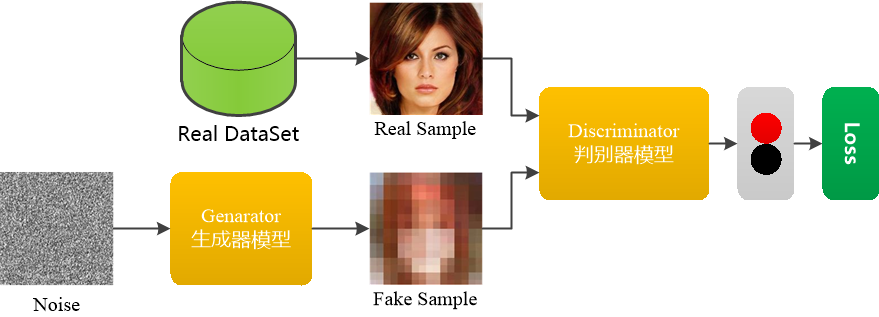 Real DataSet
Real Sample
Discriminator
判别器模型
Loss
Genarator
生成器模型
Noise
Fake Sample